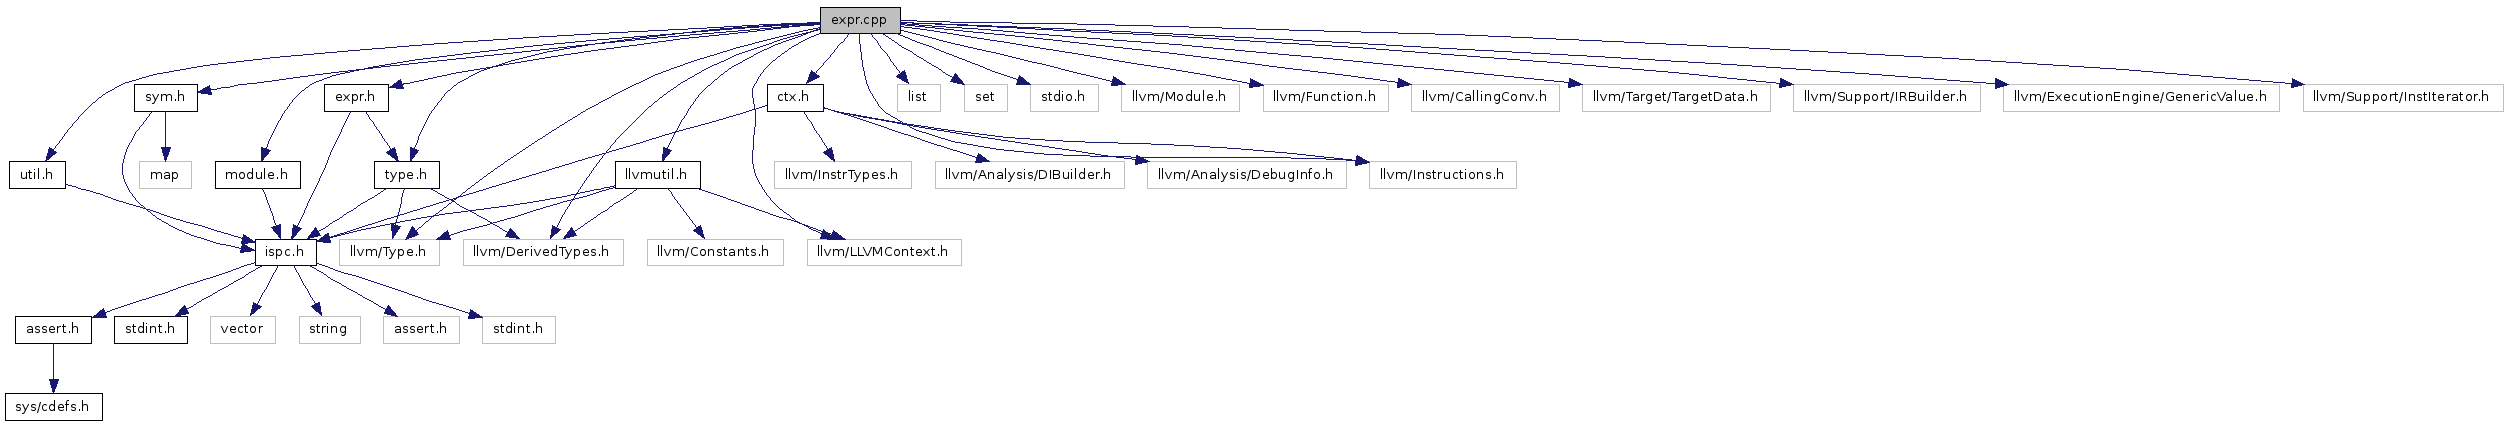 expr.cpp
sym.h
expr.h
ctx.h
list
set
stdio.h
llvm/Module.h
llvm/Function.h
llvm/CallingConv.h
llvm/Target/TargetData.h
llvm/Support/IRBuilder.h
llvm/ExecutionEngine/GenericValue.h
llvm/Support/InstIterator.h
util.h
map
module.h
type.h
llvmutil.h
llvm/InstrTypes.h
llvm/Analysis/DIBuilder.h
llvm/Analysis/DebugInfo.h
llvm/Instructions.h
ispc.h
llvm/Type.h
llvm/DerivedTypes.h
llvm/Constants.h
llvm/LLVMContext.h
assert.h
stdint.h
vector
string
assert.h
stdint.h
sys/cdefs.h